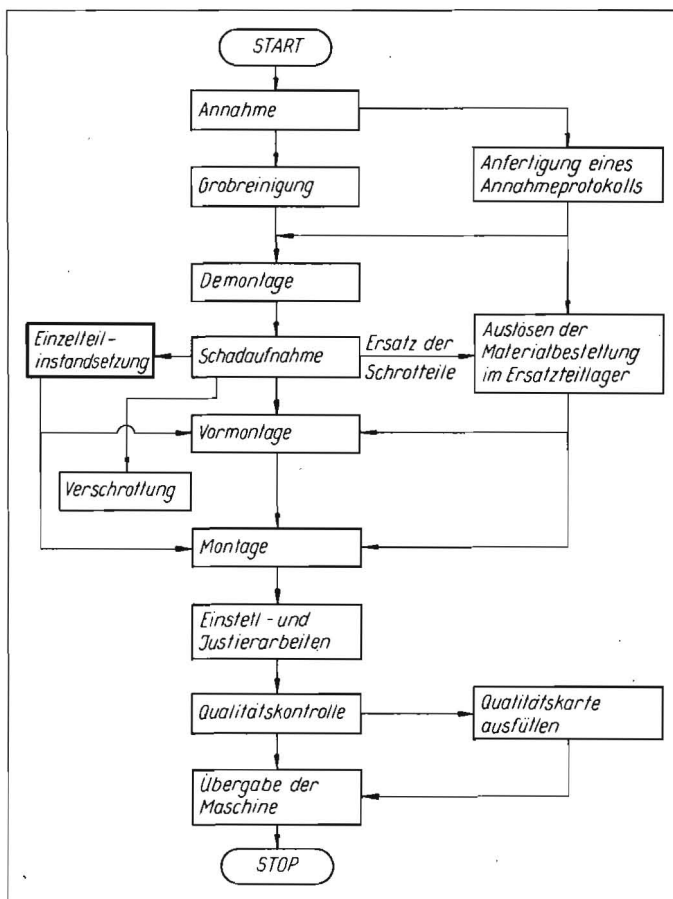 START
Annahme
Grobreinigung
Anfertigung eines
Annahmeprotokolls
Demontage
Einzelteil-
instandsetzung
Schadaufnahme
Ersatz der
Schrotteile
Auslösen der
Materialbestellung
im Ersatzteillager
Vormontage
Verschrottung
Montage
Einstell- und
Justierarbeiten
Qualitätskontrolle
Qualitätskarte
ausfüllen
Übergabe der
Maschine
STOP